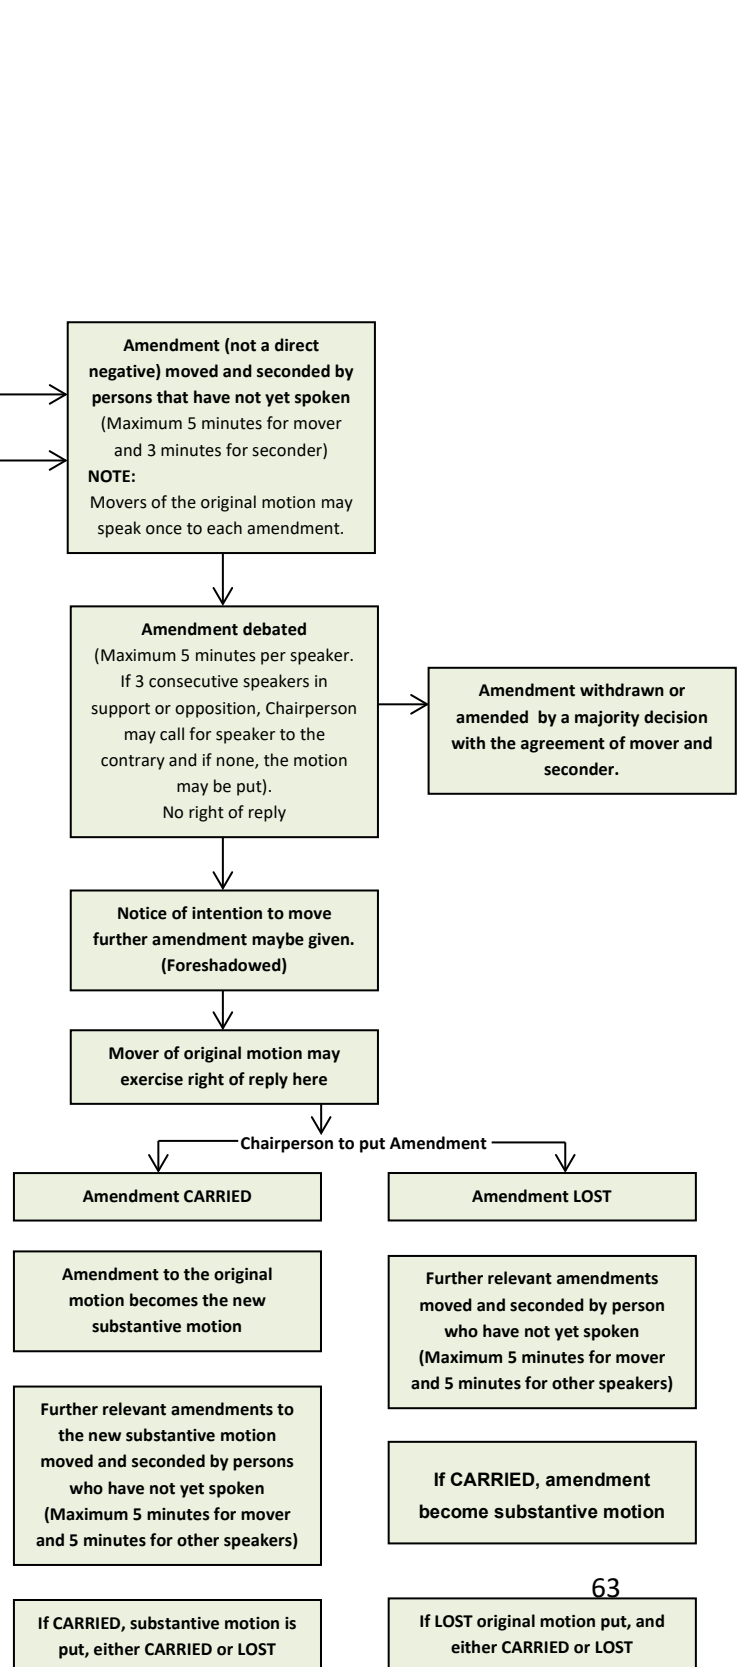 Amendment (not a direct
negative) moved and seconded by
persons that have not yet spoken
(Maximum 5 minutes for mover
and 3 minutes for seconder)
NOTE:
Movers of the original motion may
speak once to each amendment.
Amendment debated
(Maximum 5 minutes per speaker.
If 3 consecutive speakers in
support or opposition, Chairperson
may call for speaker to the
contrary and if none, the motion
may be put).
No right of reply
Amendment withdrawn or
amended by a majority decision
with the agreement of mover and
seconder.
Notice of intention to move
further amendment maybe given.
(Foreshadowed)
Mover of original motion may
exercise right of reply here
Chairperson to put Amendment
Amendment CARRIED
Amendment to the original
motion becomes the new
substantive motion
Further relevant amendments to
the new substantive motion
moved and seconded by persons
who have not yet spoken
(Maximum 5 minutes for mover
and 5 minutes for other speakers)
If CARRIED, substantive motion is
put, either CARRIED or LOST
Amendment LOST
Further relevant amendments
moved and seconded by person
who have not yet spoken
(Maximum 5 minutes for mover
and 5 minutes for other speakers)
If CARRIED, amendment
become substantive motion
63
If LOST original motion put, and
either CARRIED or LOST